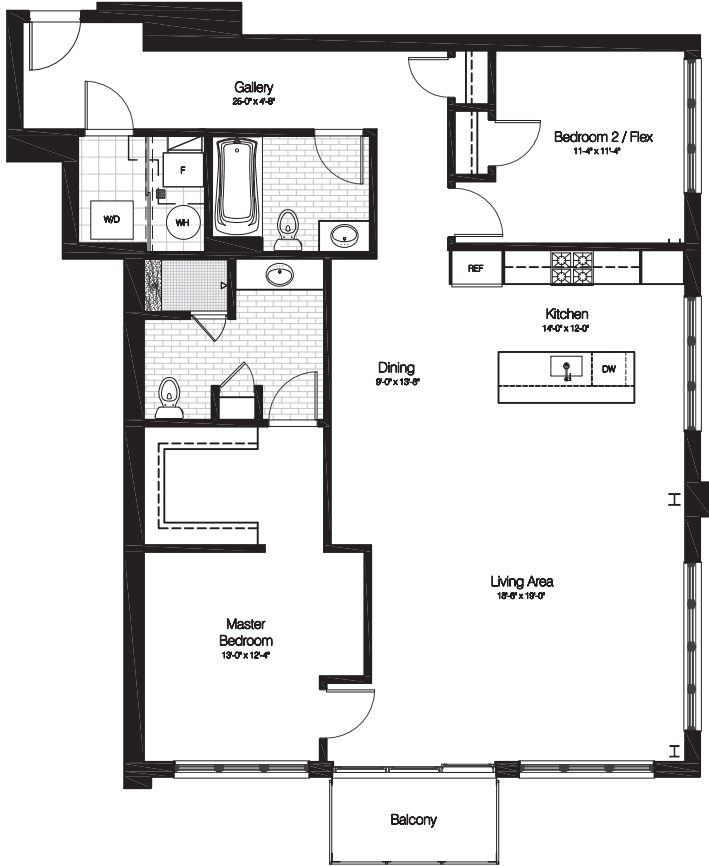 Gallery
25'-0" x 4'-8"
Bedroom 2 / Flex
11'-4" x 11'-4"
F
W/D
WH
REF
Kitchen
14'-0" x 12'-0"
DW
Dining
9'-0" x 13'-8"
Living Area
18'-6" x 19'-0"
Master
Bedroom
13'-0" x 12'-4"
Balcony